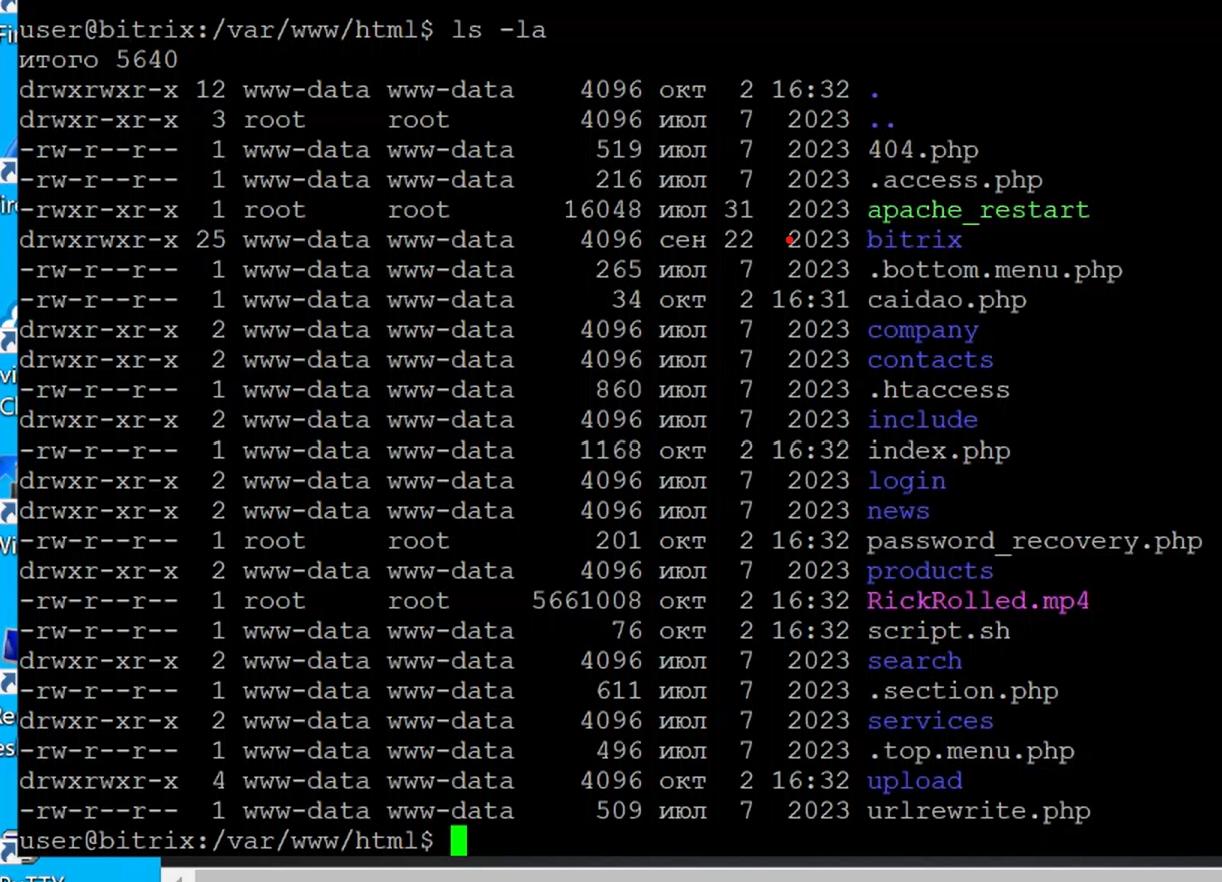 user@bitrix:/var/www/html$ ls -la
итого 5640
drwxrwxr-x 12 www-data www-data    4096 окт  2 16:32 .
drwxr-xr-x  3 root     root        4096 июл  7  2023 ..
-rw-r--r--  1 www-data www-data     519 июл  7  2023 404.php
-rw-r--r--  1 www-data www-data     216 июл  7  2023 .access.php
-rwxr-xr-x  1 root     root       16048 июл 31  2023 apache_restart
drwxrwxr-x 25 www-data www-data    4096 сен 22  2023 bitrix
-rw-r--r--  1 www-data www-data     265 июл  7  2023 .bottom.menu.php
-rw-r--r--  1 www-data www-data      34 окт  2 16:31 caidao.php
drwxr-xr-x  2 www-data www-data    4096 июл  7  2023 company
drwxr-xr-x  2 www-data www-data    4096 июл  7  2023 contacts
-rw-r--r--  1 www-data www-data     860 июл  7  2023 .htaccess
drwxr-xr-x  2 www-data www-data    4096 июл  7  2023 include
-rw-r--r--  1 www-data www-data    1168 окт  2 16:32 index.php
drwxr-xr-x  2 www-data www-data    4096 июл  7  2023 login
drwxr-xr-x  2 www-data www-data    4096 июл  7  2023 news
-rw-r--r--  1 root     root         201 окт  2 16:32 password_recovery.php
drwxr-xr-x  2 www-data www-data    4096 июл  7  2023 products
-rw-r--r--  1 root     root     5661008 окт  2 16:32 RickRolled.mp4
-rw-r--r--  1 www-data www-data      76 окт  2 16:32 script.sh
drwxr-xr-x  2 www-data www-data    4096 июл  7  2023 search
-rw-r--r--  1 www-data www-data     611 июл  7  2023 .section.php
drwxr-xr-x  2 www-data www-data    4096 июл  7  2023 services
-rw-r--r--  1 www-data www-data     496 июл  7  2023 .top.menu.php
drwxrwxr-x  4 www-data www-data    4096 окт  2 16:32 upload
-rw-r--r--  1 www-data www-data     509 июл  7  2023 urlrewrite.php
user@bitrix:/var/www/html$